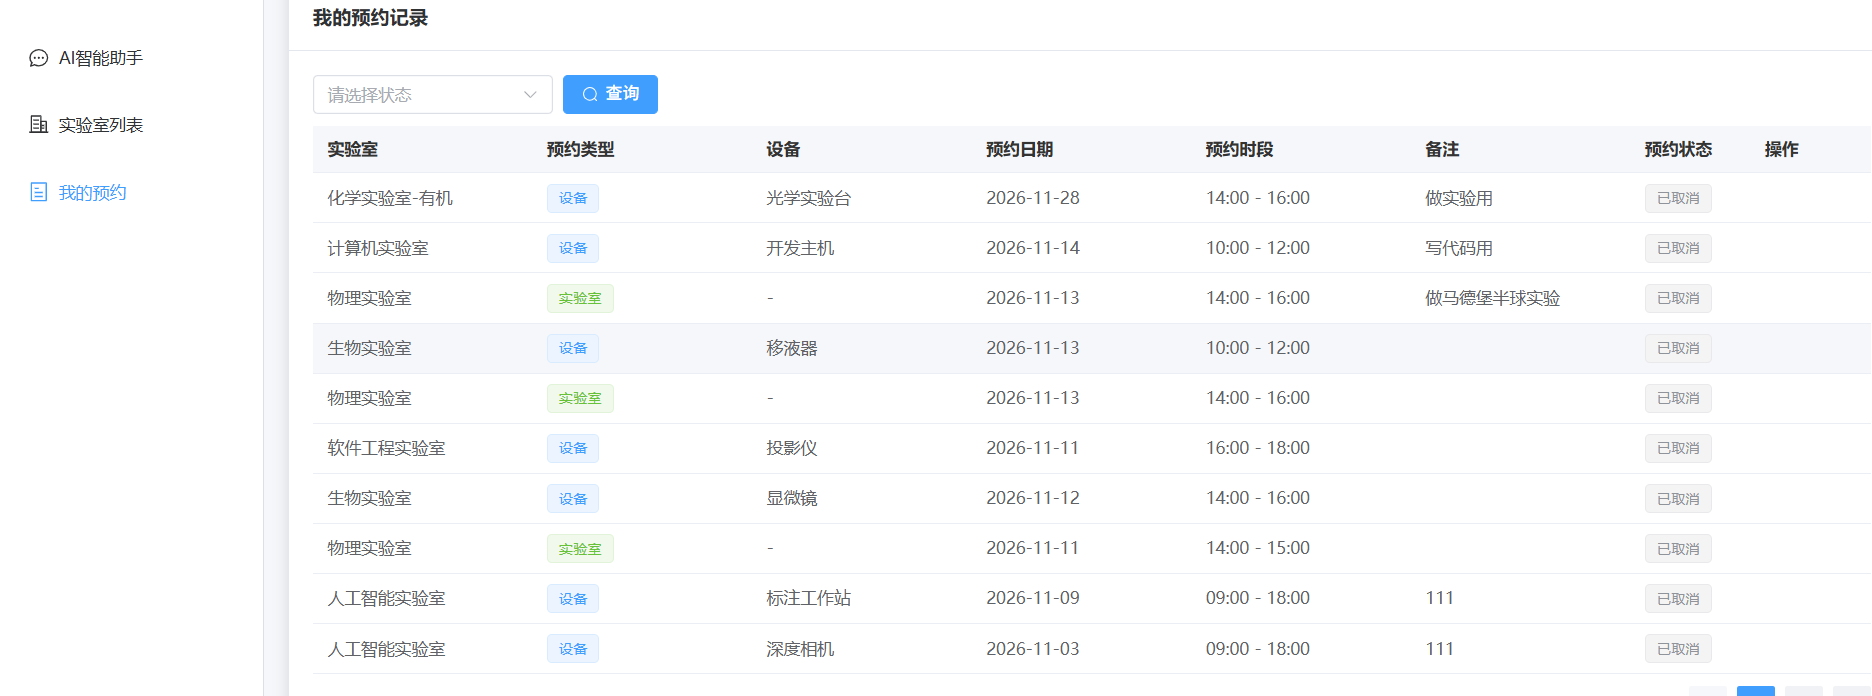 我的预约记录
AI智能助手
实验室列表
我的预约
请选择状态 查询
实验室 预约类型 设备 预约日期 预约时段 备注 预约状态 操作
化学实验室-有机 设备 光学实验台 2026-11-28 14:00 - 16:00 做实验用 已取消
计算机实验室 设备 开发主机 2026-11-14 10:00 - 12:00 写代码用 已取消
物理实验室 实验室 - 2026-11-13 14:00 - 16:00 做马德堡半球实验 已取消
生物实验室 设备 移液器 2026-11-13 10:00 - 12:00 已取消
物理实验室 实验室 - 2026-11-13 14:00 - 16:00 已取消
软件工程实验室 设备 投影仪 2026-11-11 16:00 - 18:00 已取消
生物实验室 设备 显微镜 2026-11-12 14:00 - 16:00 已取消
物理实验室 实验室 - 2026-11-11 14:00 - 15:00 已取消
人工智能实验室 设备 标注工作站 2026-11-09 09:00 - 18:00 111 已取消
人工智能实验室 设备 深度相机 2026-11-03 09:00 - 18:00 111 已取消